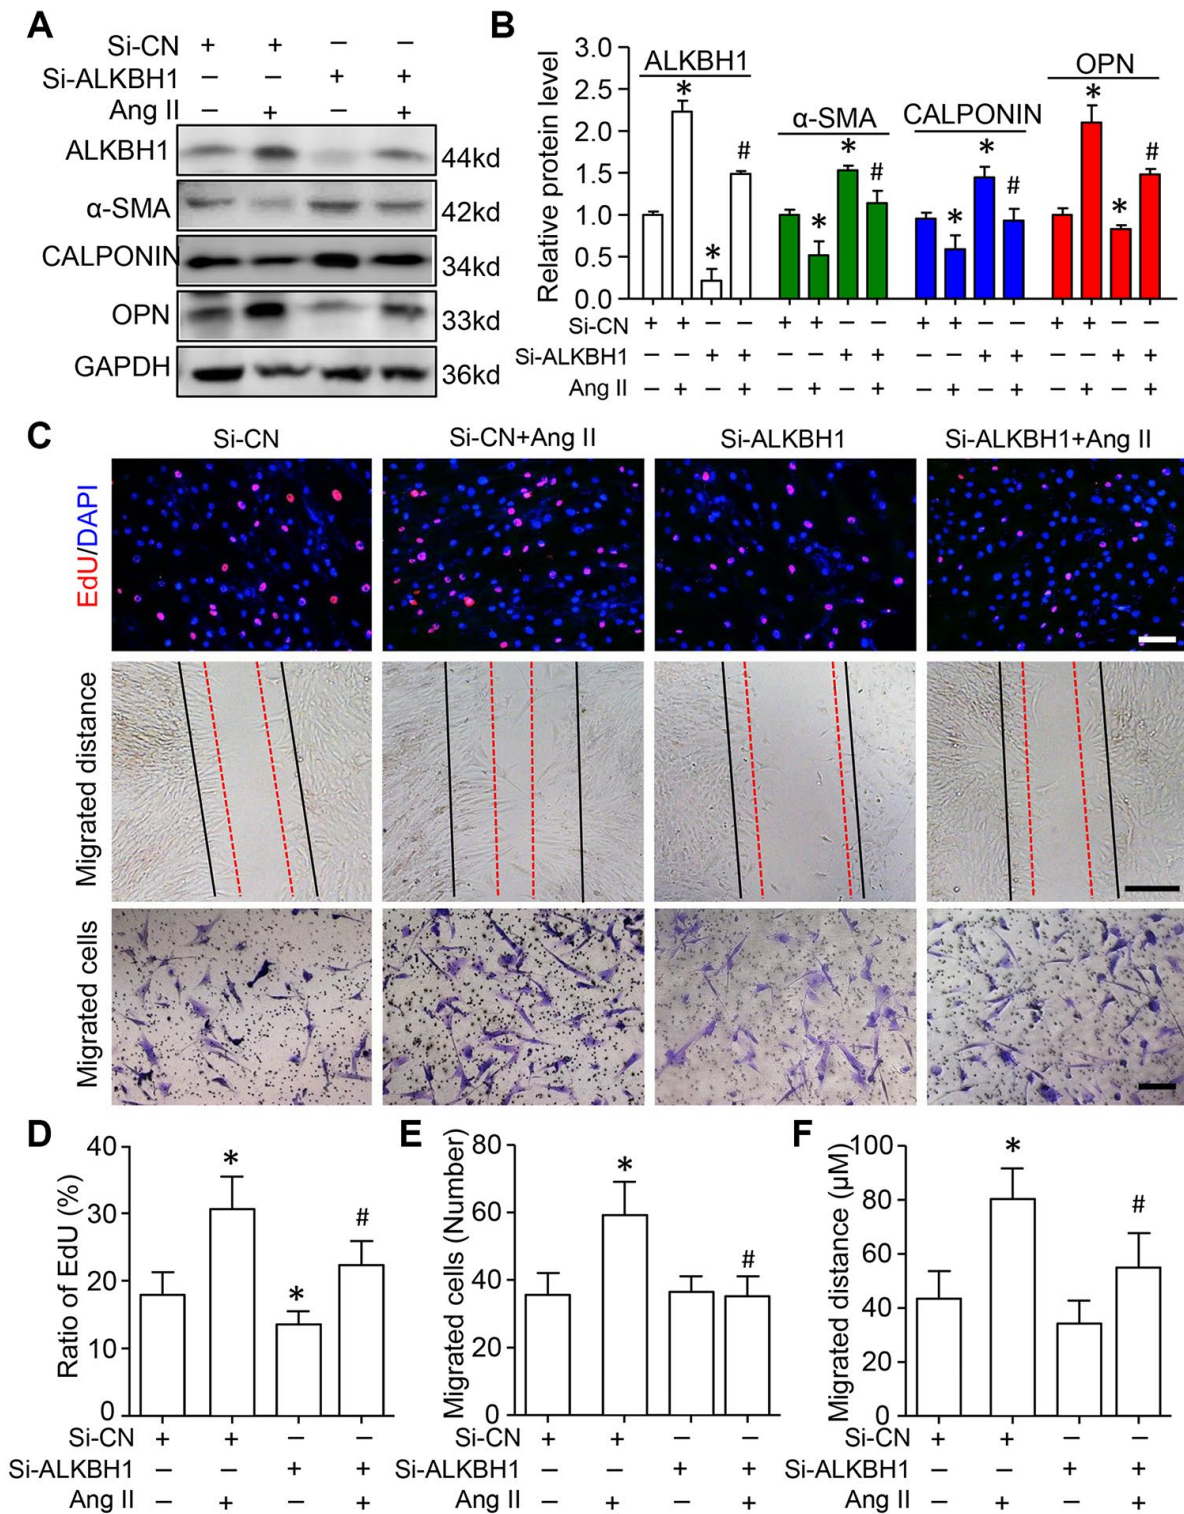 A
Si-CN + + − −
Si-ALKBH1 − − + +
Ang II − + − +
ALKBH1 44kd
α-SMA 42kd
CALPONIN 34kd
OPN 33kd
GAPDH 36kd
B
Relative protein level
3.0
2.5
2.0
1.5
1.0
0.5
0.0
ALKBH1
α-SMA
CALPONIN
OPN
* * #
* * #
* * #
* * #
Si-CN + + − − + + − − + + − − + + − −
Si-ALKBH1 − − + + − − + + − − + + − − + +
Ang II − + − + − + − + − + − + − + − +
C
Si-CN Si-CN+Ang II Si-ALKBH1 Si-ALKBH1+Ang II
EdU/DAPI
Migrated distance
Migrated cells
D
Ratio of EdU (%)
40
30
20
10
0
* * #
Si-CN + + − −
Si-ALKBH1 − − + +
Ang II − + − +
E
Migrated cells (Number)
80
60
40
20
0
* #
Si-CN + + − −
Si-ALKBH1 − − + +
Ang II − + − +
F
Migrated distance (μM)
100
80
60
40
20
0
* #
Si-CN + + − −
Si-ALKBH1 − − + +
Ang II − + − +